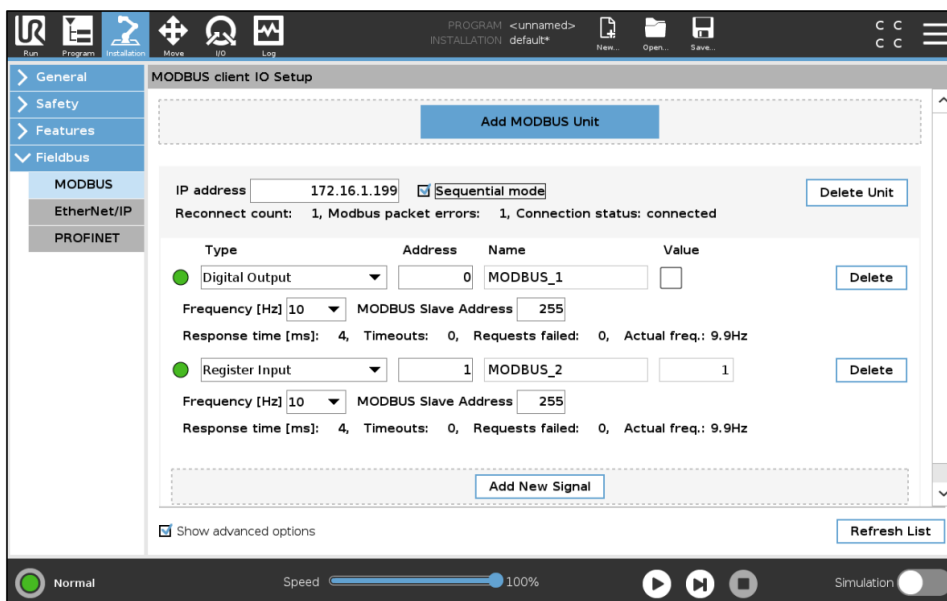 PROGRAM <unnamed>
INSTALLATION default*
UR
Run Program Installation Move I/O Log New... Open... Save...
C C
C C
General
Safety
Features
Fieldbus
MODBUS
EtherNet/IP
PROFINET
MODBUS client IO Setup
Add MODBUS Unit
IP address 172.16.1.199 Sequential mode Delete Unit
Reconnect count: 1, Modbus packet errors: 1, Connection status: connected
Type Address Name Value
Digital Output 0 MODBUS_1 Delete
Frequency [Hz] 10 MODBUS Slave Address 255
Response time [ms]: 4, Timeouts: 0, Requests failed: 0, Actual freq.: 9.9Hz
Register Input 1 MODBUS_2 1 Delete
Frequency [Hz] 10 MODBUS Slave Address 255
Response time [ms]: 4, Timeouts: 0, Requests failed: 0, Actual freq.: 9.9Hz
Add New Signal
Show advanced options Refresh List
Normal Speed 100% Simulation